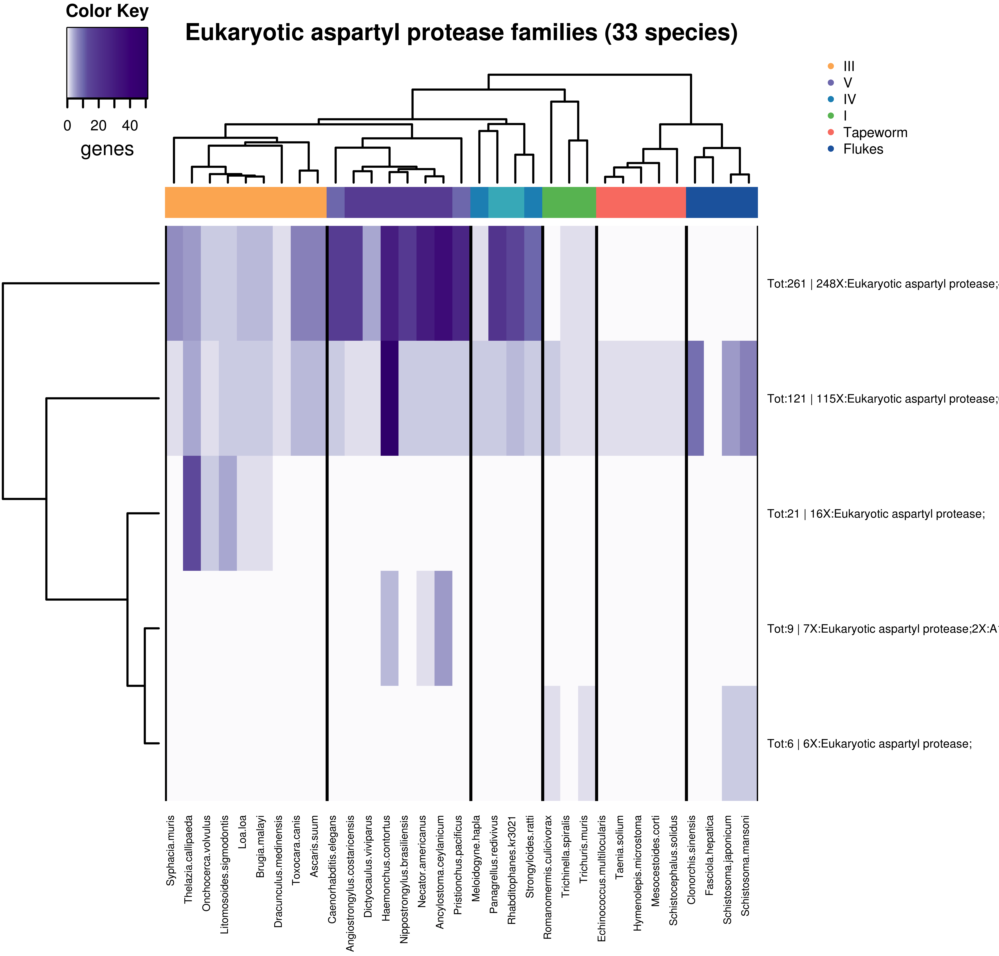 Color Key
0 20 40
genes
Eukaryotic aspartyl protease families (33 species)
III
V
IV
I
Tapeworm
Flukes
Tot:261 | 248X:Eukaryotic aspartyl protease;
Tot:121 | 115X:Eukaryotic aspartyl protease;
Tot:21 | 16X:Eukaryotic aspartyl protease;
Tot:9 | 7X:Eukaryotic aspartyl protease;2X:A
Tot:6 | 6X:Eukaryotic aspartyl protease;
Syphacia.muris
Thelazia.callipaeda
Onchocerca.volvulus
Litomosoides.sigmodontis
Loa.loa
Brugia.malayi
Dracunculus.medinensis
Toxocara.canis
Ascaris.suum
Caenorhabditis.elegans
Angiostrongylus.costaricensis
Dictyocaulus.viviparus
Haemonchus.contortus
Nippostrongylus.brasiliensis
Necator.americanus
Ancylostoma.ceylanicum
Pristionchus.pacificus
Meloidogyne.hapla
Panagrellus.redivivus
Rhabditophanes.kr3021
Strongyloides.ratti
Romanomermis.culicivorax
Trichinella.spiralis
Trichuris.muris
Echinococcus.multilocularis
Taenia.solium
Hymenolepis.microstoma
Mesocestoides.corti
Schistocephalus.solidus
Clonorchis.sinensis
Fasciola.hepatica
Schistosoma.japonicum
Schistosoma.mansoni